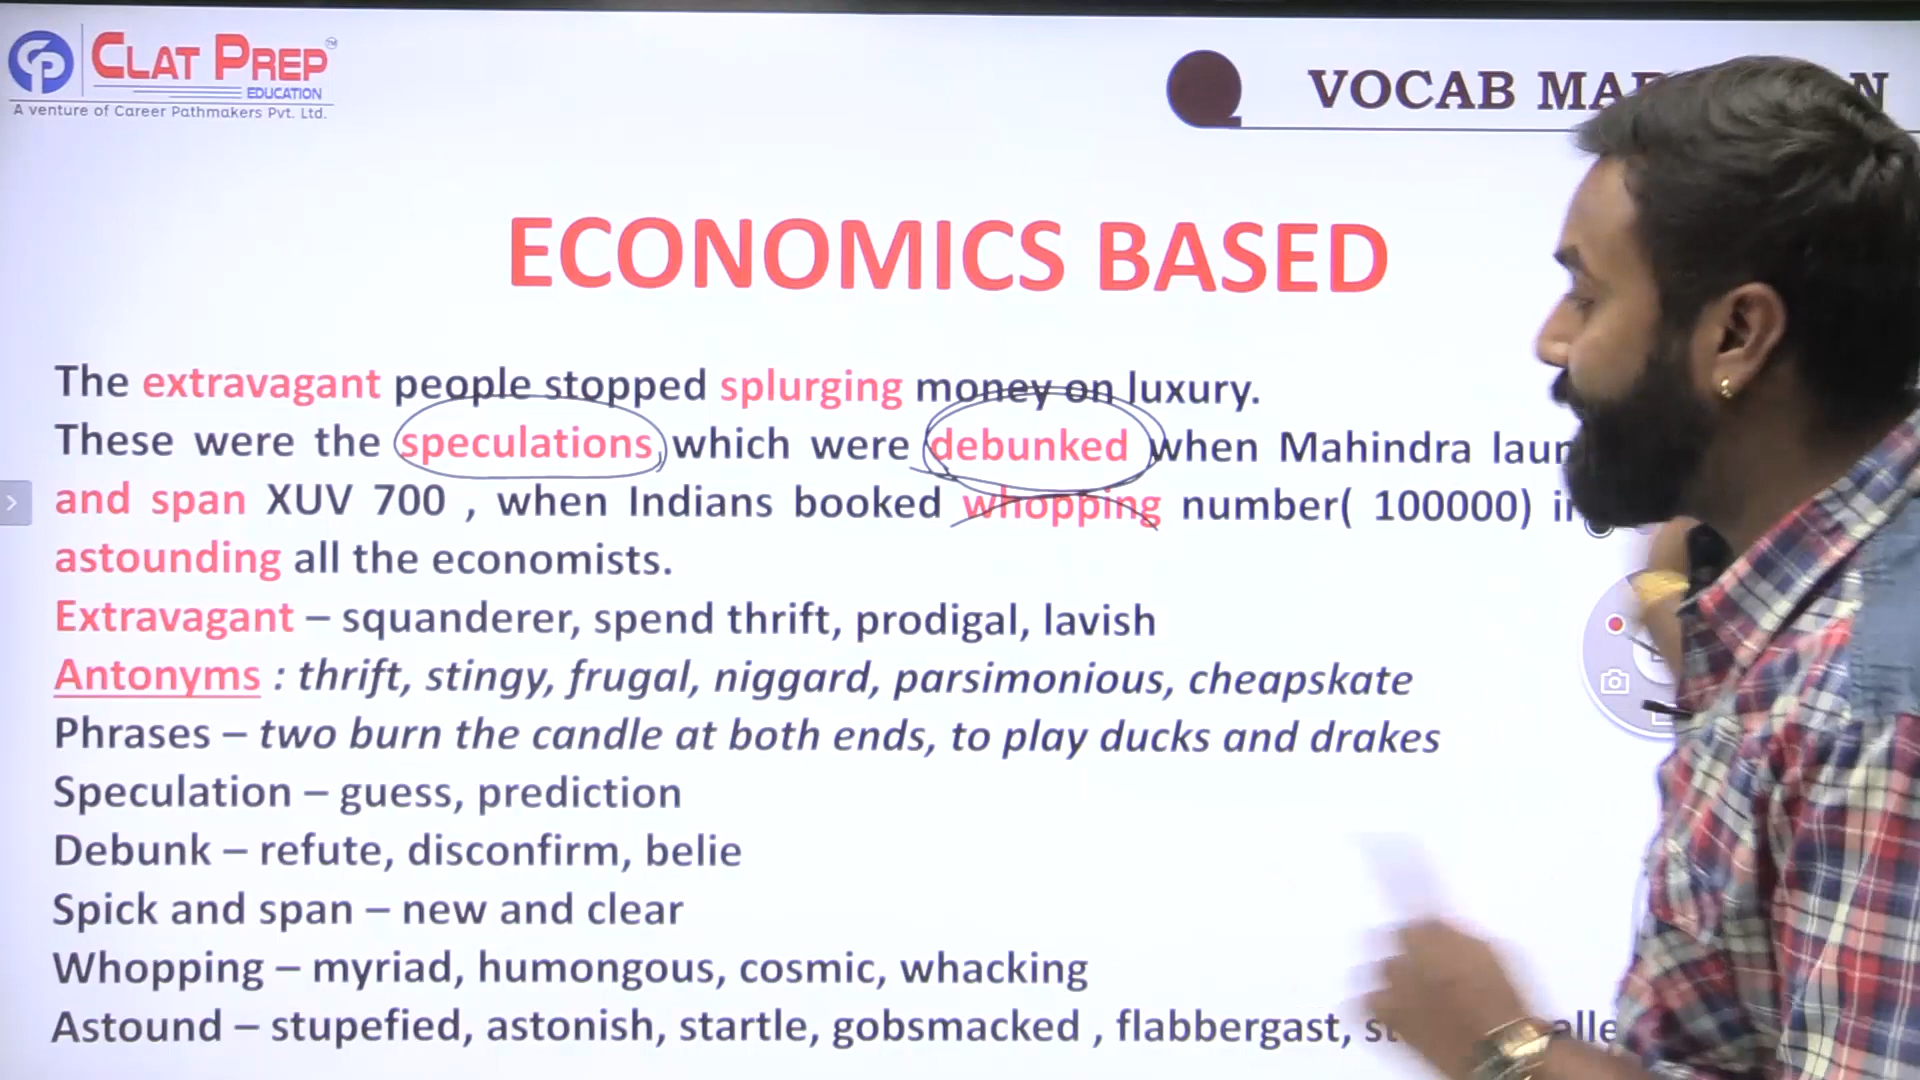 CLAT PREP
EDUCATION
A venture of Career Pathmakers Pvt. Ltd.
VOCAB
ECONOMICS BASED
The extravagant people stopped splurging money on luxury.
These were the speculations, which were debunked when Mahindra
and span XUV 700 , when Indians booked whopping number( 100000)
astounding all the economists.
Extravagant – squanderer, spend thrift, prodigal, lavish
Antonyms : thrift, stingy, frugal, niggard, parsimonious, cheapskate
Phrases – two burn the candle at both ends, to play ducks and drakes
Speculation – guess, prediction
Debunk – refute, disconfirm, belie
Spick and span – new and clear
Whopping – myriad, humongous, cosmic, whacking
Astound – stupefied, astonish, startle, gobsmacked , flabbergast,